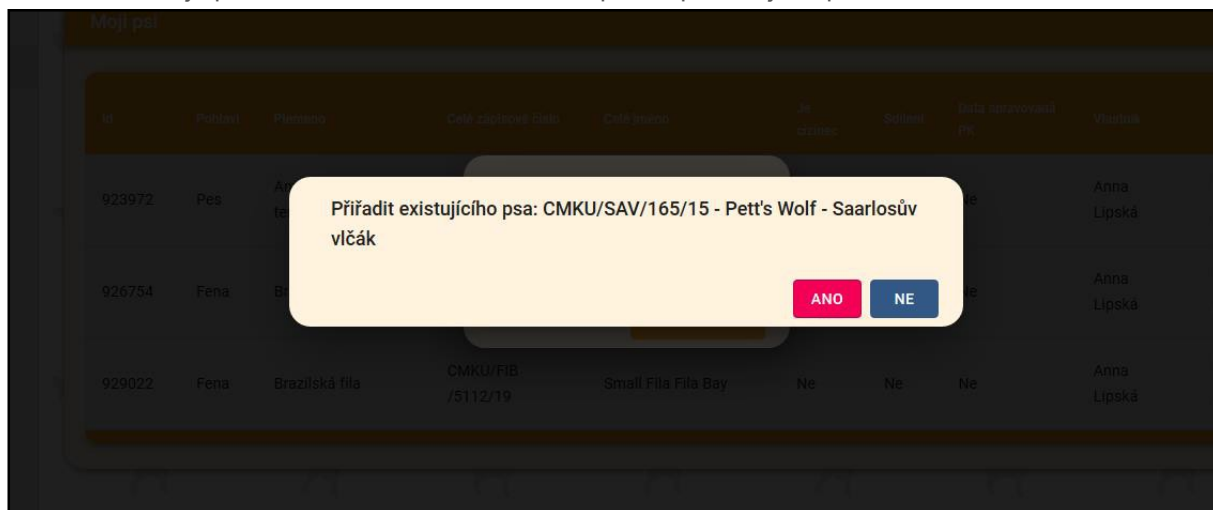 Moji psi
Id Pohlaví Plemeno Celé zápisové číslo Celé jméno Je chovný Sdílení Data spravovaná PK Vlastník
923972 Pes Ne Anna
Lipská
Přiřadit existujícího psa: CMKU/SAV/165/15 - Pett's Wolf - Saarlosův
vlčák
926754 Fena Ne Anna
Lipská
ANO NE
929022 Fena Brazilská fila CMKU/FIB Small Fila Fila Bay Ne Ne Ne Anna
/5112/19 Lipská